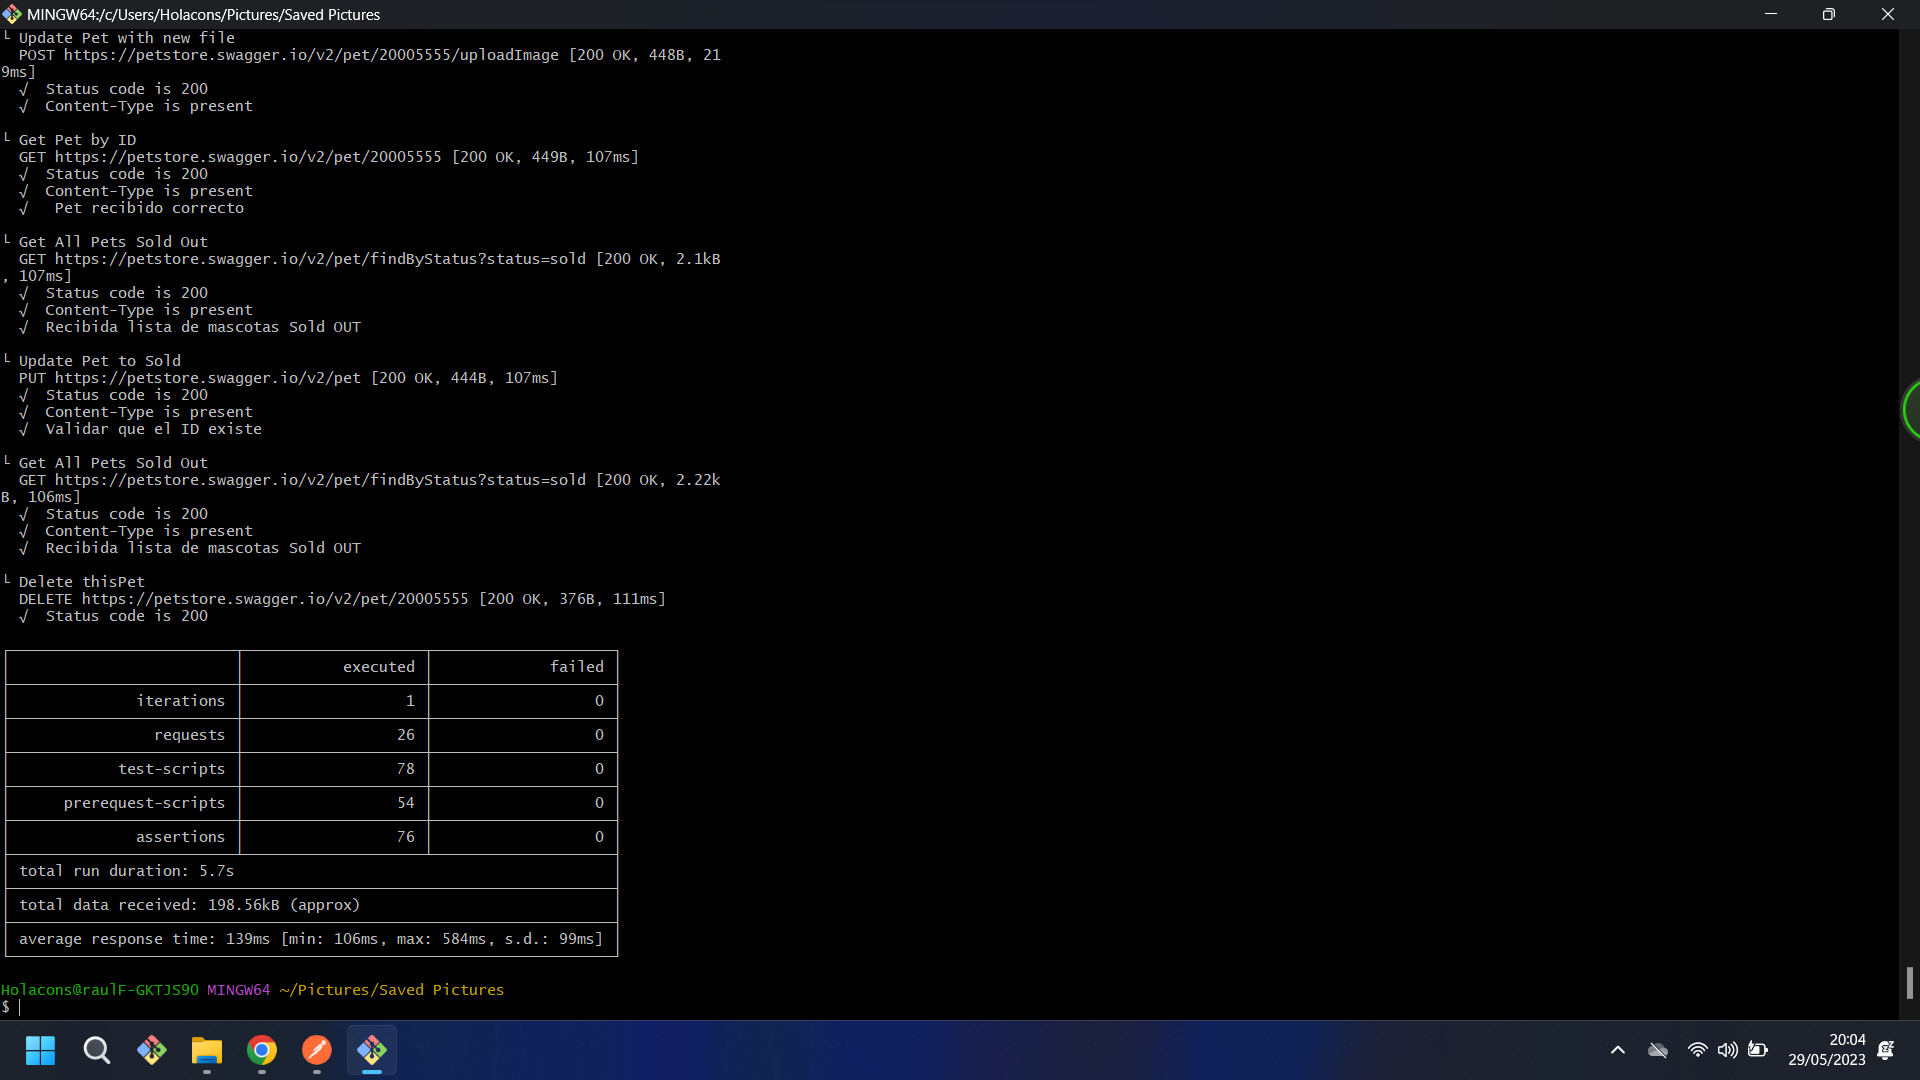 MINGW64:/c/Users/Holacons/Pictures/Saved Pictures
└ Update Pet with new file
POST https://petstore.swagger.io/v2/pet/20005555/uploadImage [200 OK, 448B, 21
9ms]
√ Status code is 200
√ Content-Type is present
└ Get Pet by ID
GET https://petstore.swagger.io/v2/pet/20005555 [200 OK, 449B, 107ms]
√ Status code is 200
√ Content-Type is present
√ Pet recibido correcto
└ Get All Pets Sold Out
GET https://petstore.swagger.io/v2/pet/findByStatus?status=sold [200 OK, 2.1kB
, 107ms]
√ Status code is 200
√ Content-Type is present
√ Recibida lista de mascotas Sold OUT
└ Update Pet to Sold
PUT https://petstore.swagger.io/v2/pet [200 OK, 444B, 107ms]
√ Status code is 200
√ Content-Type is present
√ Validar que el ID existe
└ Get All Pets Sold Out
GET https://petstore.swagger.io/v2/pet/findByStatus?status=sold [200 OK, 2.22k
B, 106ms]
√ Status code is 200
√ Content-Type is present
√ Recibida lista de mascotas Sold OUT
└ Delete thisPet
DELETE https://petstore.swagger.io/v2/pet/20005555 [200 OK, 376B, 111ms]
√ Status code is 200
executed failed
iterations 1 0
requests 26 0
test-scripts 78 0
prerequest-scripts 54 0
assertions 76 0
total run duration: 5.7s
total data received: 198.56kB (approx)
average response time: 139ms [min: 106ms, max: 584ms, s.d.: 99ms]
Holacons@raulF-GKTJS9O MINGW64 ~/Pictures/Saved Pictures
$
20:04
29/05/2023